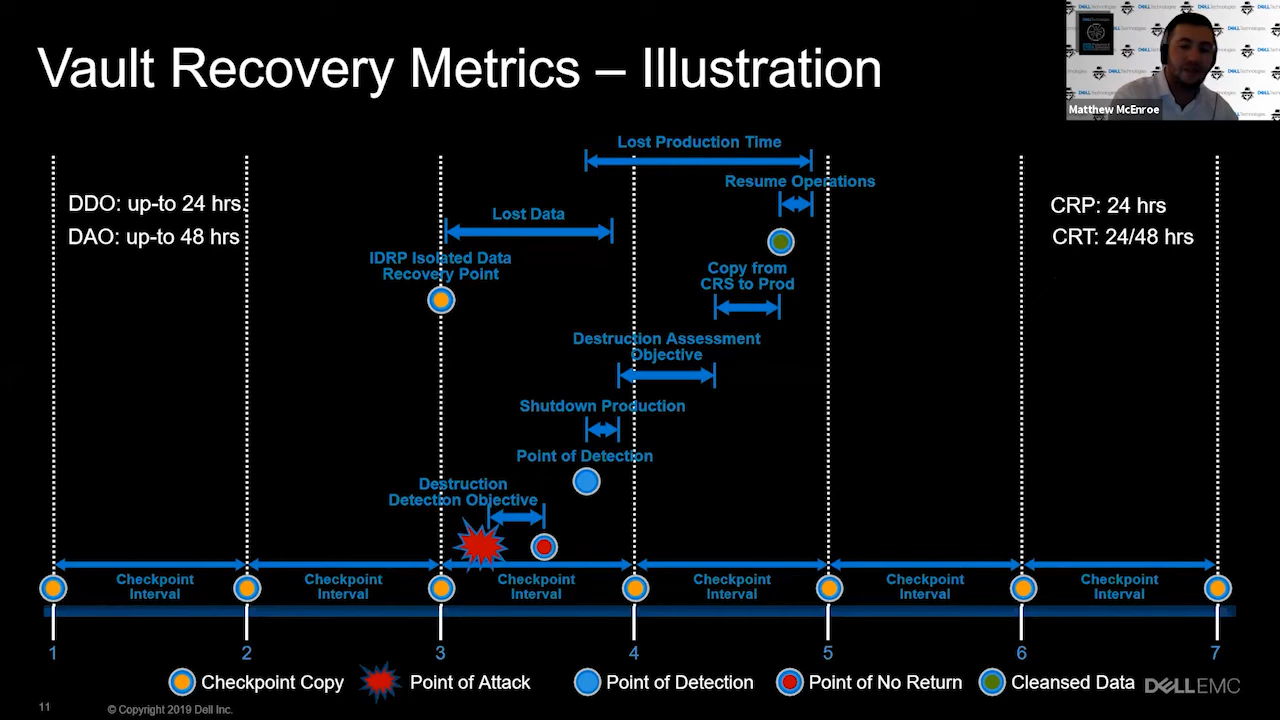 Vault Recovery Metrics – Illustration
Matthew McEnroe
Lost Production Time
Resume Operations
DDO: up-to 24 hrs.
DAO: up-to 48 hrs
CRP: 24 hrs
CRT: 24/48 hrs
Lost Data
IDRP Isolated Data
Recovery Point
Copy from
CRS to Prod
Destruction Assessment
Objective
Shutdown Production
Point of Detection
Destruction
Detection Objective
Checkpoint
Interval
Checkpoint
Interval
Checkpoint
Interval
Checkpoint
Interval
Checkpoint
Interval
Checkpoint
Interval
1 2 3 4 5 6 7
Checkpoint Copy Point of Attack Point of Detection Point of No Return Cleansed Data
DELLEMC
11 © Copyright 2019 Dell Inc.